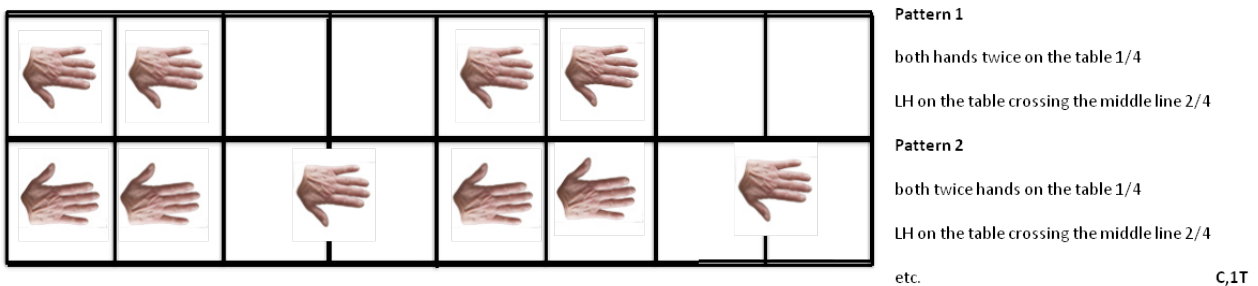 Pattern 1
both hands twice on the table 1/4
LH on the table crossing the middle line 2/4
Pattern 2
both twice hands on the table 1/4
LH on the table crossing the middle line 2/4
etc. C,1T